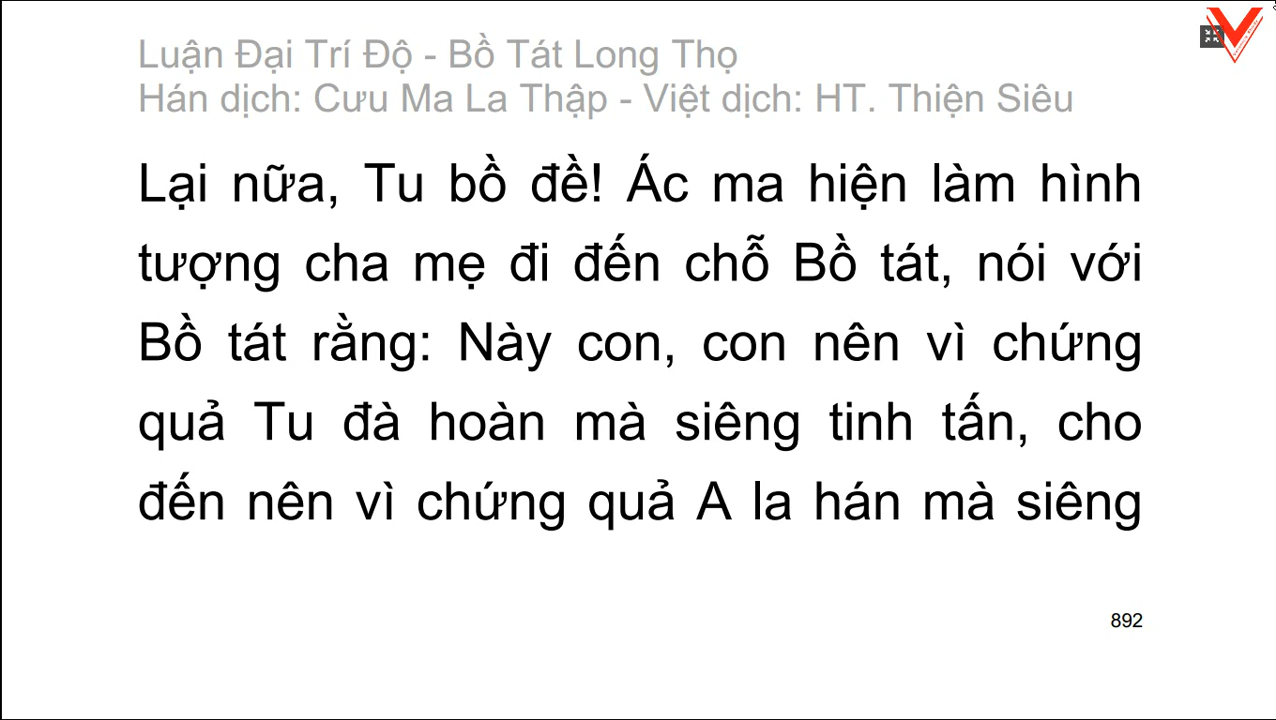 Luận Đại Trí Độ - Bồ Tát Long Thọ
Hán dịch: Cưu Ma La Thập - Việt dịch: HT. Thiện Siêu
Lại nữa, Tu bồ đề! Ác ma hiện làm hình
tượng cha mẹ đi đến chỗ Bồ tát, nói với
Bồ tát rằng: Này con, con nên vì chứng
quả Tu đà hoàn mà siêng tinh tấn, cho
đến nên vì chứng quả A la hán mà siêng
892